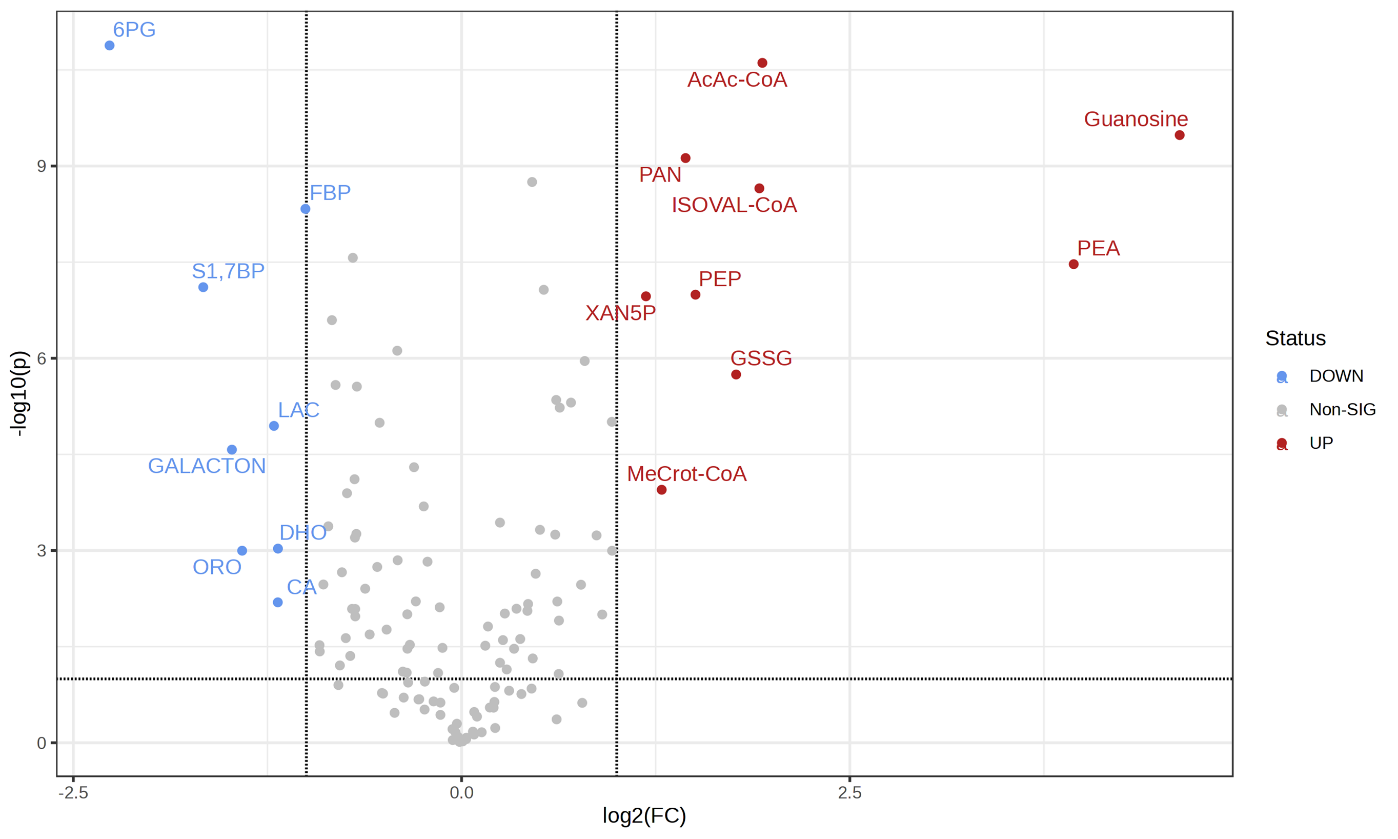 6PG
AcAc-CoA
Guanosine
PAN
FBP
ISOVAL-CoA
PEA
S1,7BP
PEP
XAN5P
GSSG
LAC
GALACTON
MeCrot-CoA
DHO
ORO
CA
9
6
3
0
-log10(p)
-2.5
0.0
2.5
log2(FC)
Status
a DOWN
a Non-SIG
a UP